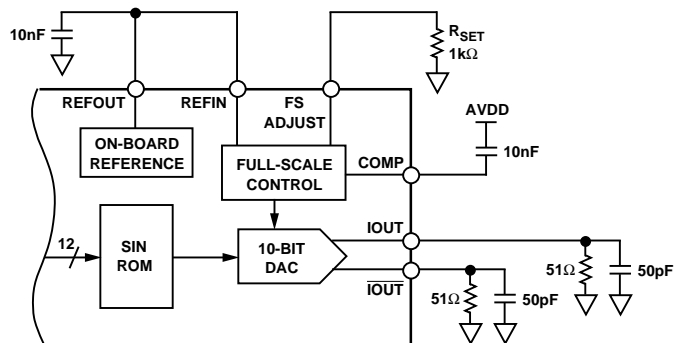 10nF
R_SET
1kΩ
REFOUT
REFIN
FS
ADJUST
AVDD
ON-BOARD
REFERENCE
FULL-SCALE
CONTROL
COMP
10nF
12
SIN
ROM
10-BIT
DAC
IOUT
IOUT
51Ω
50pF
51Ω
50pF